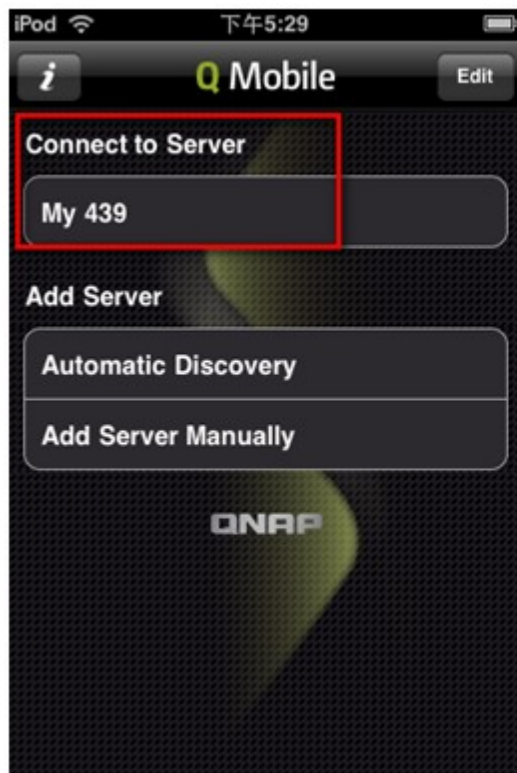 iPod 下午5:29
i Q Mobile Edit
Connect to Server
My 439
Add Server
Automatic Discovery
Add Server Manually
QNAP